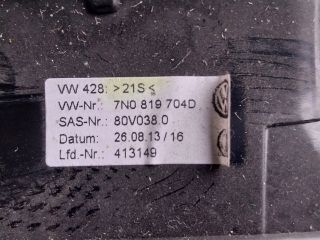 VW 428: >21S<
VW-Nr.: 7N0 819 704D
SAS-Nr.: 80V038.0
Datum: 26.08.13 / 16
Lfd.-Nr.: 413149